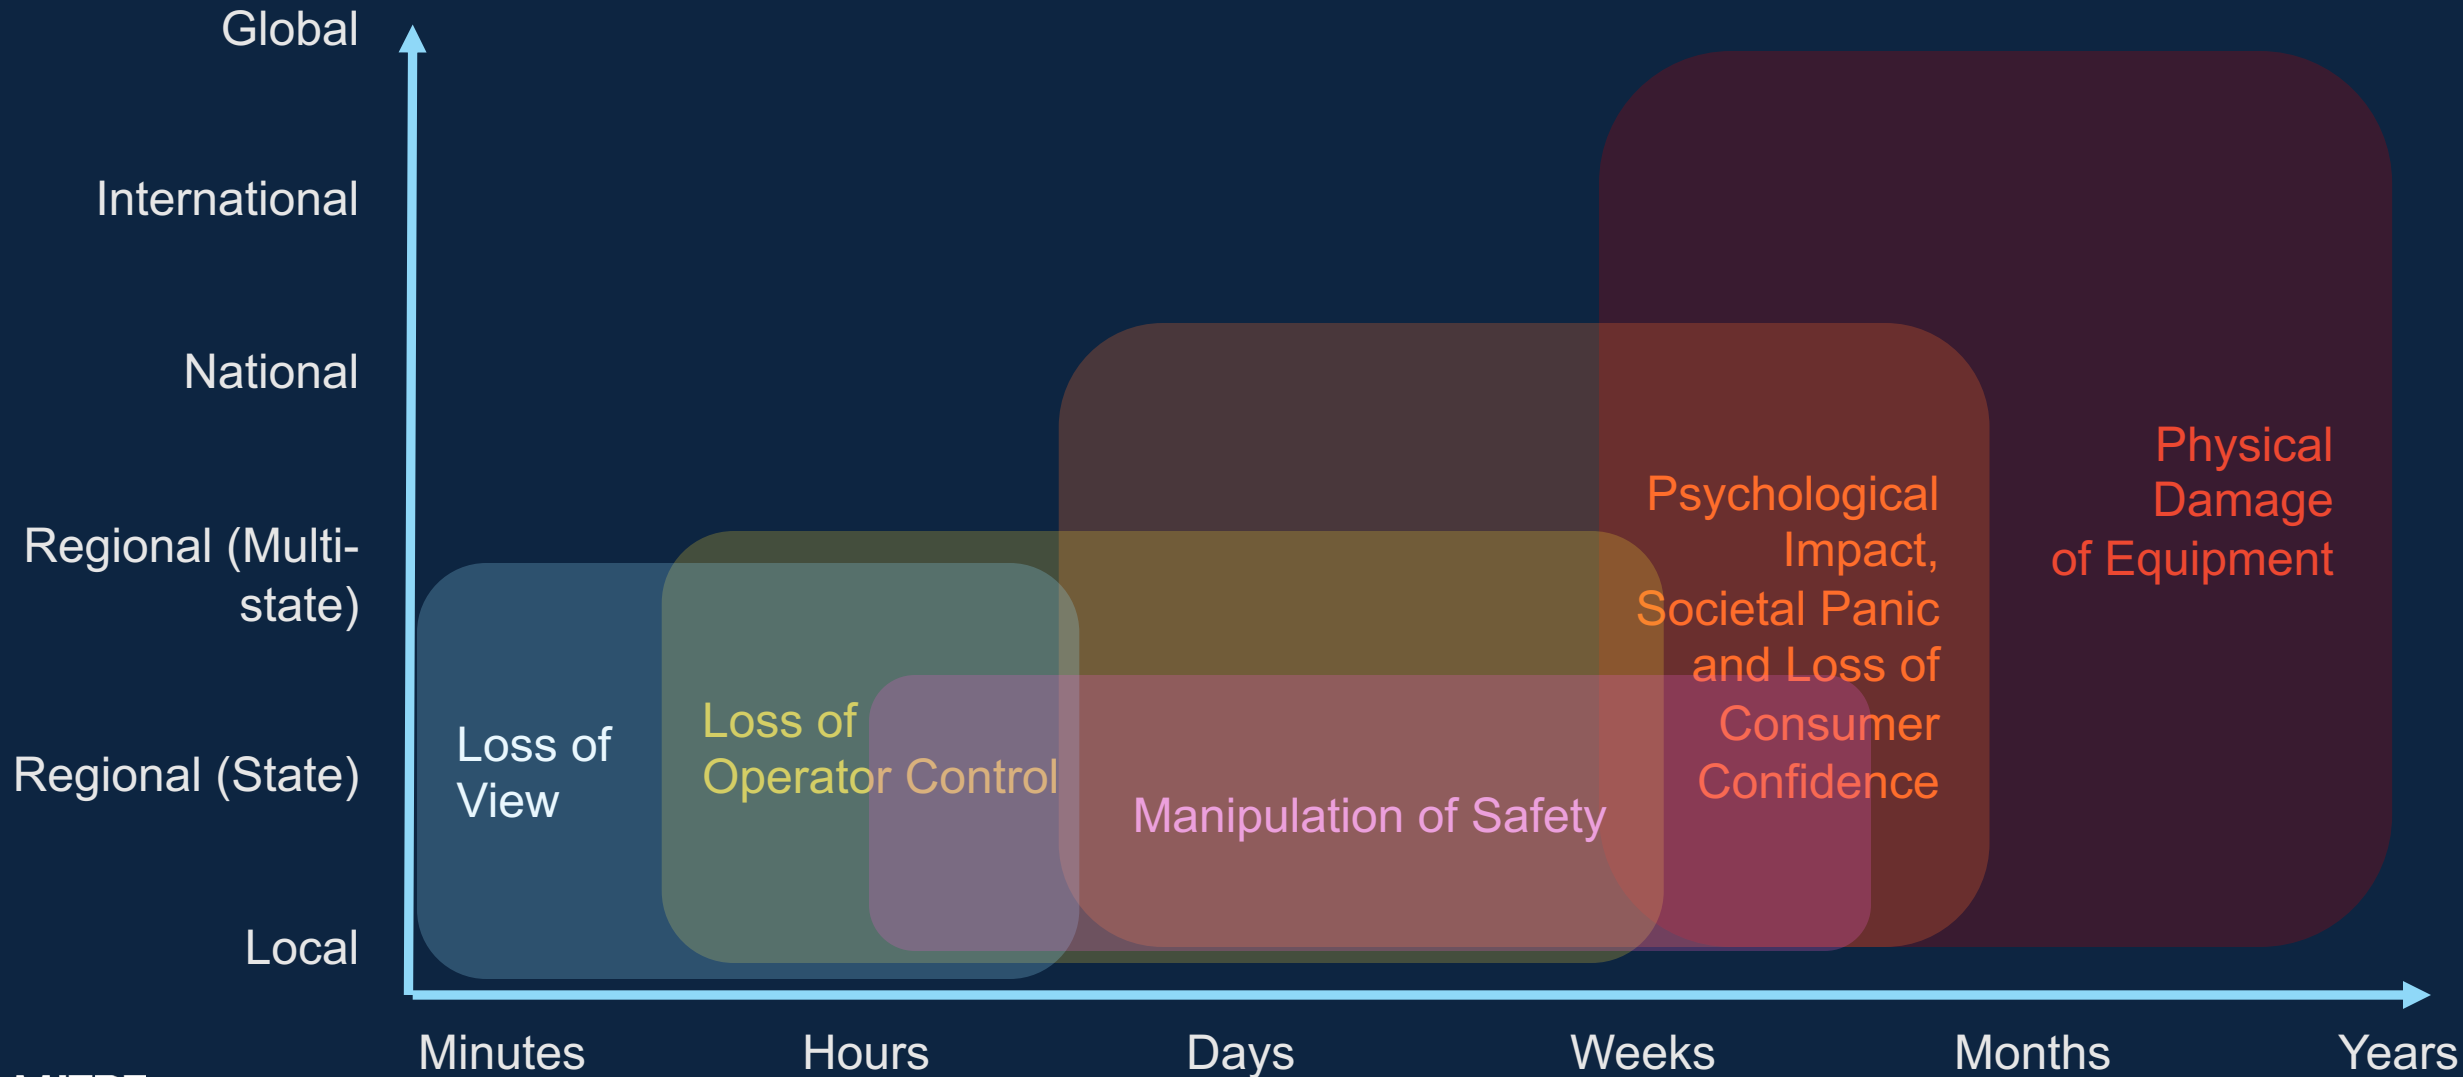 Global
International
National
Regional (Multi-
state)
Regional (State)
Local
Loss of
View
Loss of
Operator Control
Manipulation of Safety
Psychological
Impact,
Societal Panic
and Loss of
Consumer
Confidence
Physical
Damage
of Equipment
Minutes
Hours
Days
Weeks
Months
Years